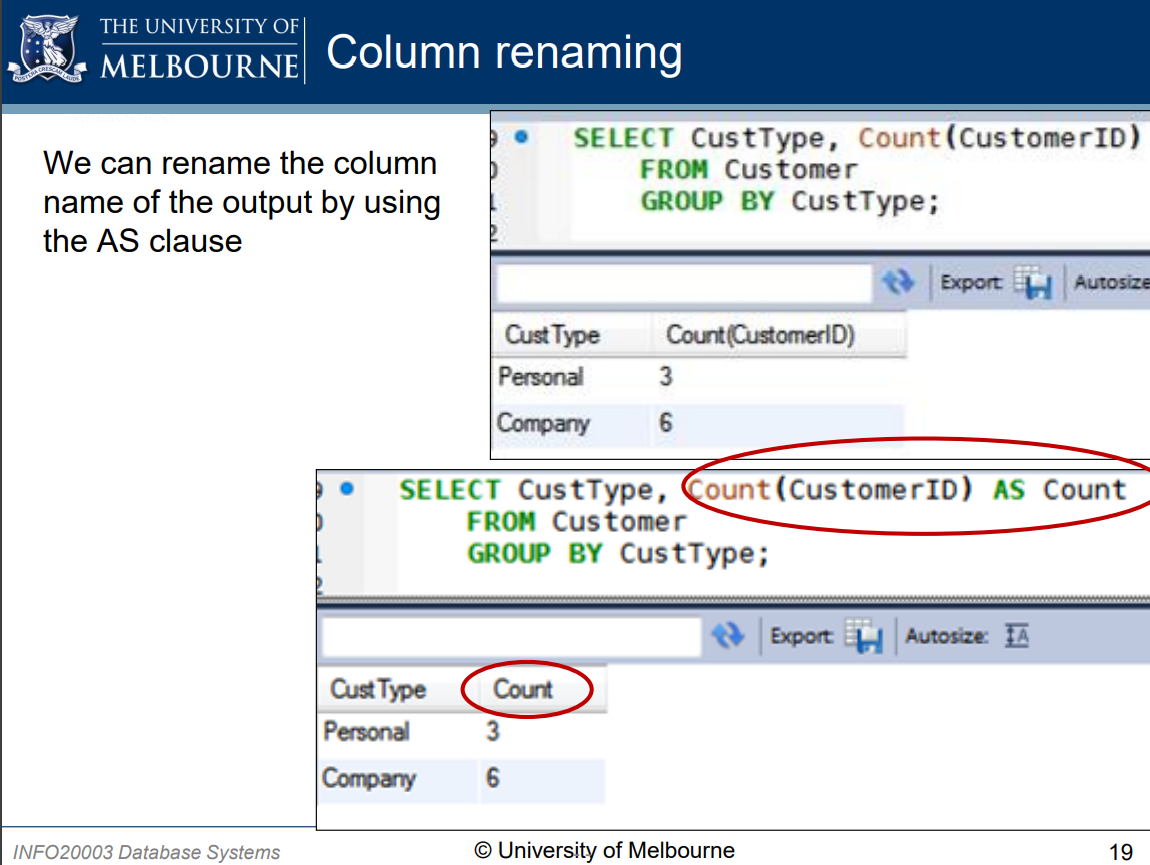 THE UNIVERSITY OF
MELBOURNE
Column renaming
We can rename the column
name of the output by using
the AS clause
SELECT CustType, Count(CustomerID)
FROM Customer
GROUP BY CustType;
Export:
Autosize
CustType Count(CustomerID)
Personal 3
Company 6
SELECT CustType, Count(CustomerID) AS Count
FROM Customer
GROUP BY CustType;
Export: Autosize:
CustType Count
Personal 3
Company 6
INFO20003 Database Systems
© University of Melbourne
19